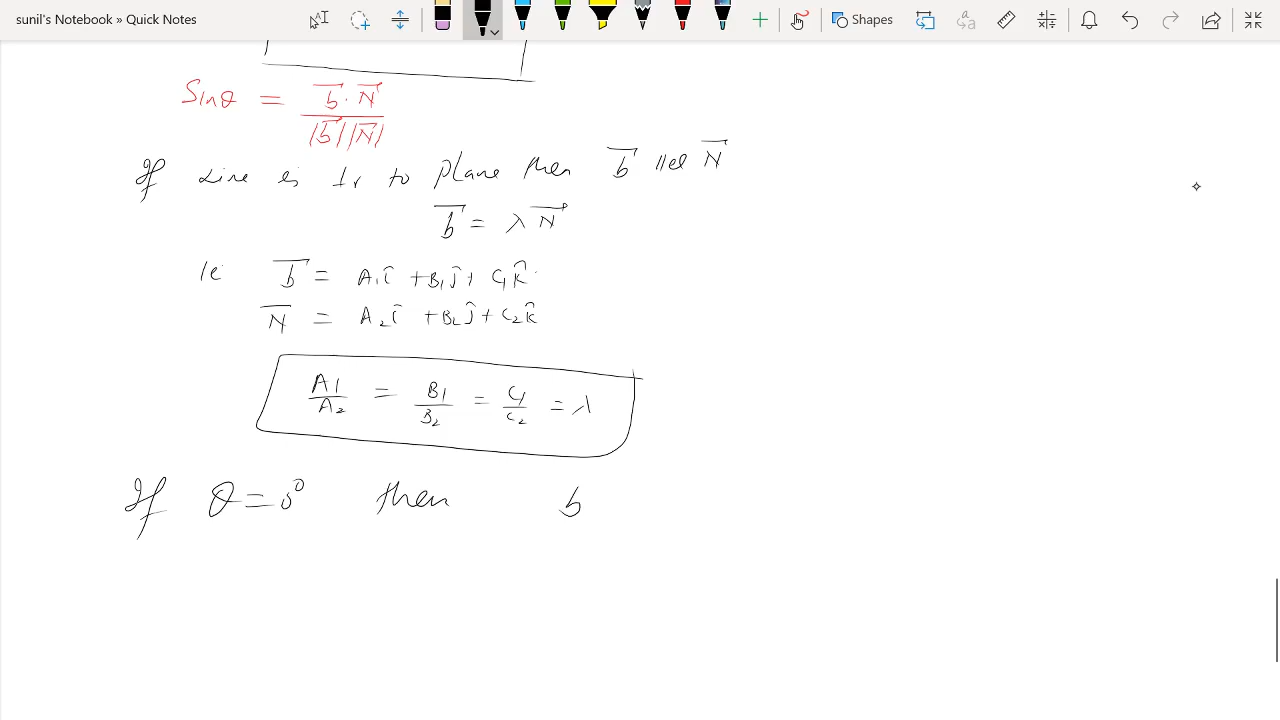 sunil's Notebook » Quick Notes
Shapes
Sinθ = b⃗ · N⃗ / |b⃗| |N⃗|
If Line is ⊥r to plane then b⃗ llel N⃗
b⃗ = λ N⃗
ie b⃗ = A₁î + B₁ĵ + C₁k̂
N⃗ = A₂î + B₂ĵ + C₂k̂
A₁/A₂ = B₁/B₂ = C₁/C₂ = λ
If θ = 0° then b